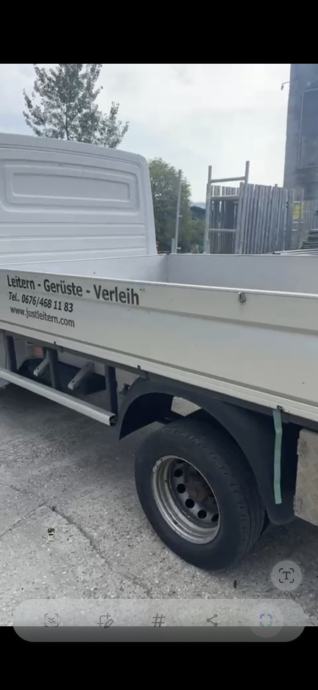 Leitern - Gerüste - Verleih
Tel. 0676/468 11 83
www.justleitern.com